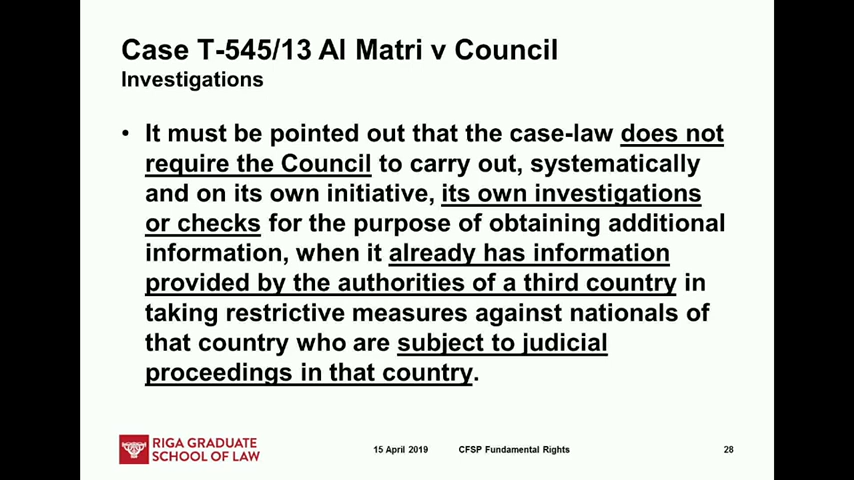 Case T-545/13 Al Matri v Council
Investigations
• It must be pointed out that the case-law does not
require the Council to carry out, systematically
and on its own initiative, its own investigations
or checks for the purpose of obtaining additional
information, when it already has information
provided by the authorities of a third country in
taking restrictive measures against nationals of
that country who are subject to judicial
proceedings in that country.
RIGA GRADUATE
SCHOOL OF LAW
15 April 2019 CFSP Fundamental Rights 28